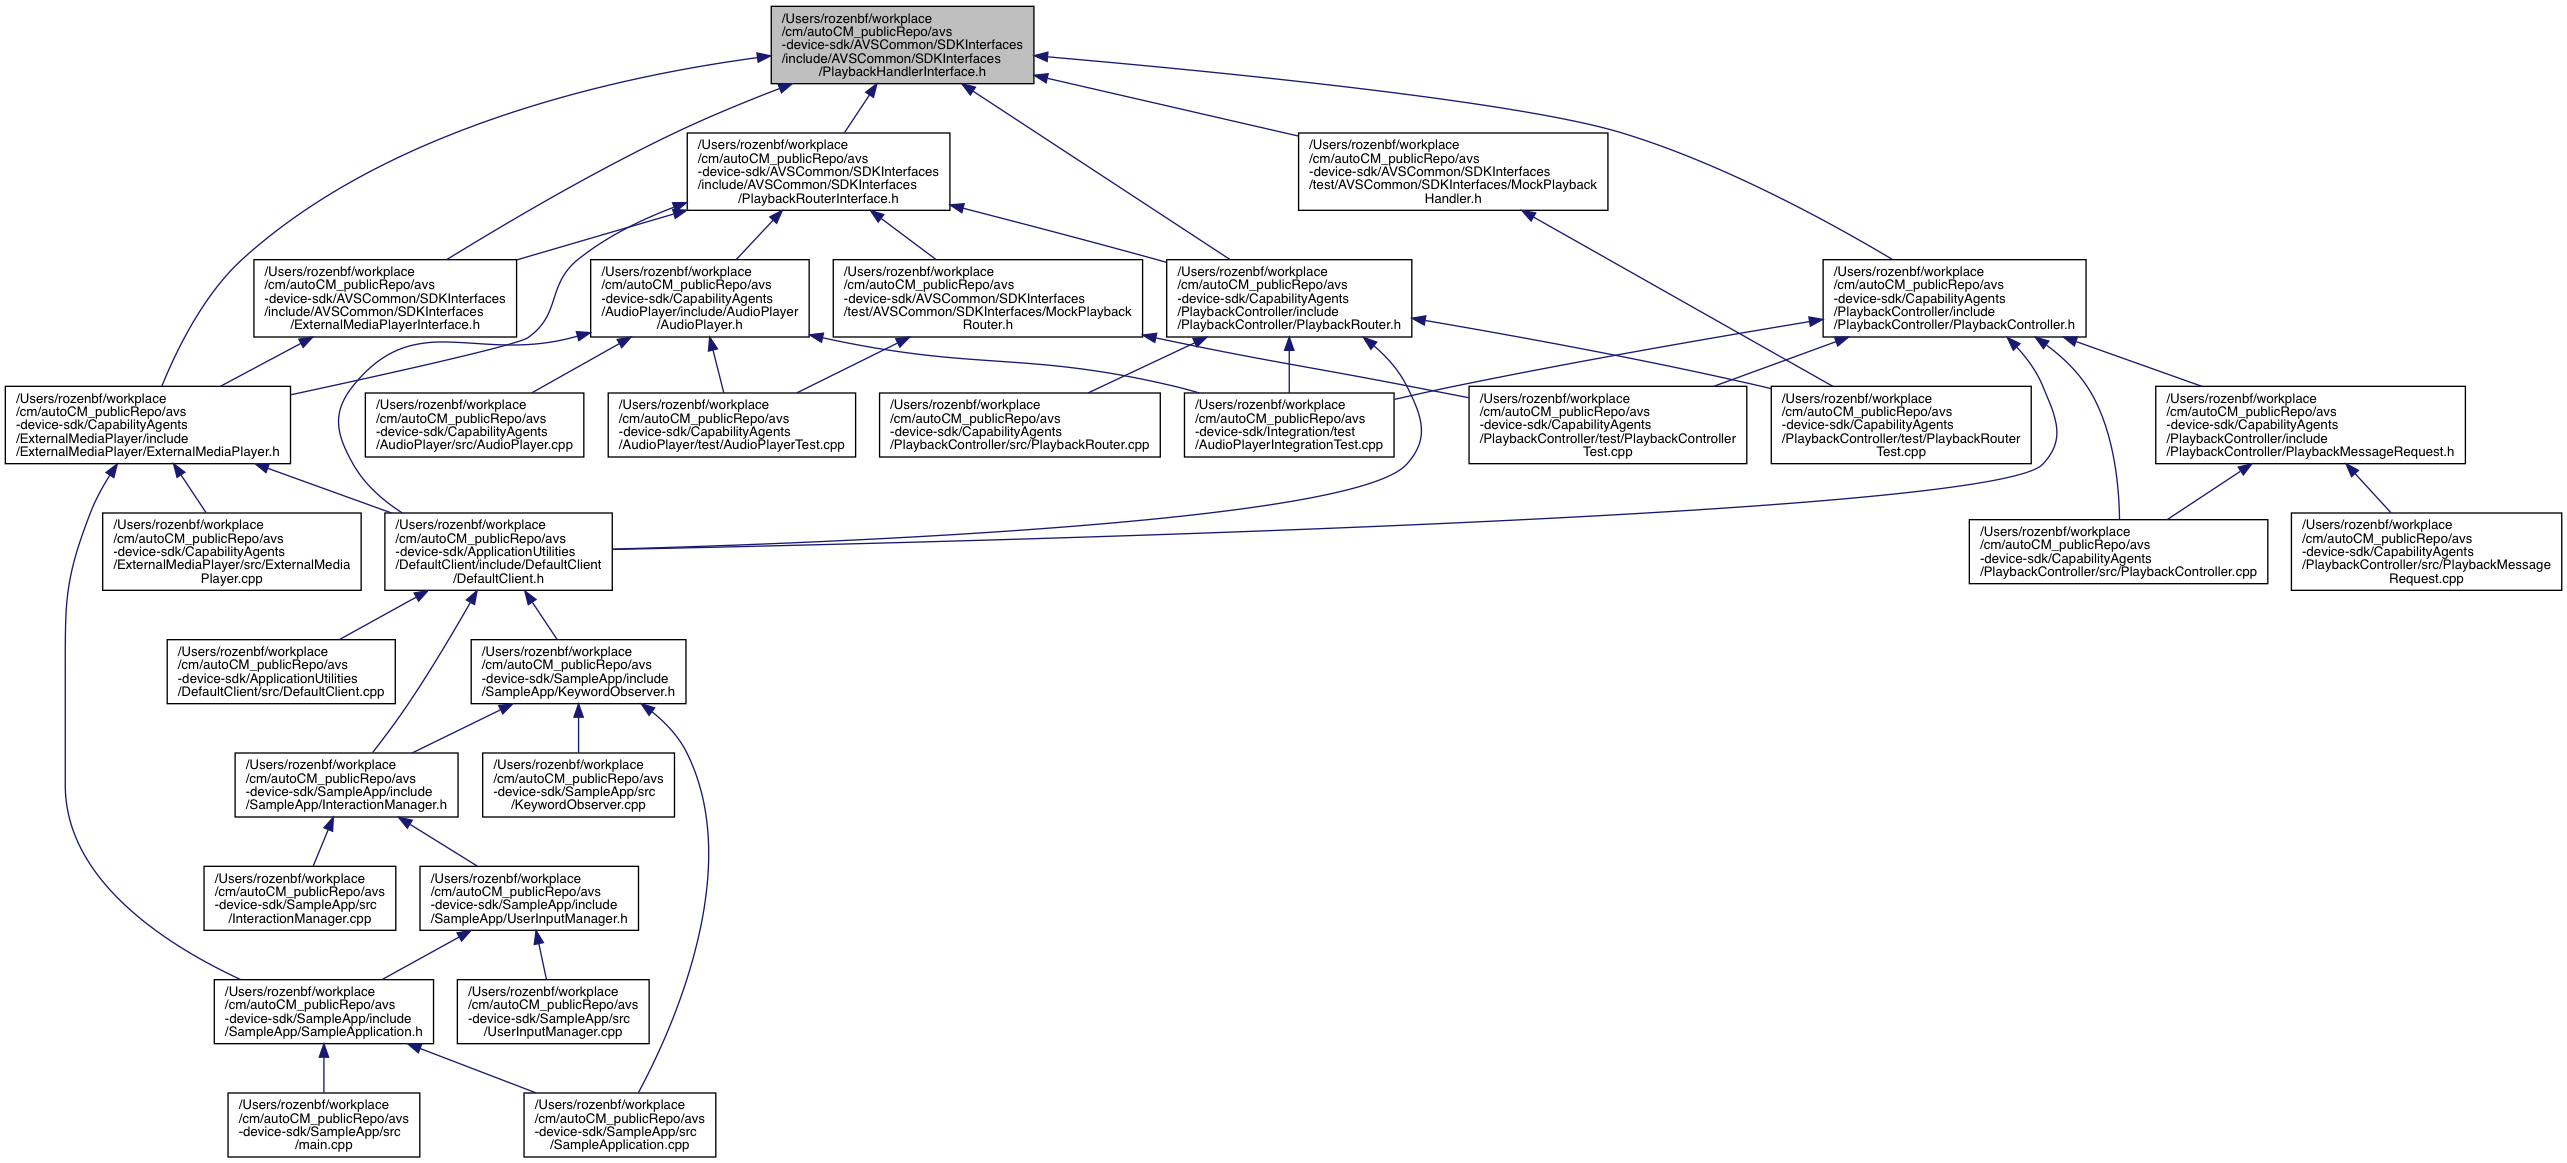 /Users/rozenbf/workplace
/cm/autoCM_publicRepo/avs
-device-sdk/AVSCommon/SDKInterfaces
/include/AVSCommon/SDKInterfaces
/PlaybackHandlerInterface.h
/Users/rozenbf/workplace
/cm/autoCM_publicRepo/avs
-device-sdk/AVSCommon/SDKInterfaces
/include/AVSCommon/SDKInterfaces
/PlaybackRouterInterface.h
/Users/rozenbf/workplace
/cm/autoCM_publicRepo/avs
-device-sdk/AVSCommon/SDKInterfaces
/test/AVSCommon/SDKInterfaces/MockPlayback
Handler.h
/Users/rozenbf/workplace
/cm/autoCM_publicRepo/avs
-device-sdk/AVSCommon/SDKInterfaces
/include/AVSCommon/SDKInterfaces
/ExternalMediaPlayerInterface.h
/Users/rozenbf/workplace
/cm/autoCM_publicRepo/avs
-device-sdk/CapabilityAgents
/AudioPlayer/include/AudioPlayer
/AudioPlayer.h
/Users/rozenbf/workplace
/cm/autoCM_publicRepo/avs
-device-sdk/AVSCommon/SDKInterfaces
/test/AVSCommon/SDKInterfaces/MockPlayback
Router.h
/Users/rozenbf/workplace
/cm/autoCM_publicRepo/avs
-device-sdk/CapabilityAgents
/PlaybackController/include
/PlaybackController/PlaybackRouter.h
/Users/rozenbf/workplace
/cm/autoCM_publicRepo/avs
-device-sdk/CapabilityAgents
/PlaybackController/include
/PlaybackController/PlaybackController.h
/Users/rozenbf/workplace
/cm/autoCM_publicRepo/avs
-device-sdk/CapabilityAgents
/ExternalMediaPlayer/include
/ExternalMediaPlayer/ExternalMediaPlayer.h
/Users/rozenbf/workplace
/cm/autoCM_publicRepo/avs
-device-sdk/CapabilityAgents
/AudioPlayer/src/AudioPlayer.cpp
/Users/rozenbf/workplace
/cm/autoCM_publicRepo/avs
-device-sdk/CapabilityAgents
/AudioPlayer/test/AudioPlayerTest.cpp
/Users/rozenbf/workplace
/cm/autoCM_publicRepo/avs
-device-sdk/CapabilityAgents
/PlaybackController/src/PlaybackRouter.cpp
/Users/rozenbf/workplace
/cm/autoCM_publicRepo/avs
-device-sdk/Integration/test
/AudioPlayerIntegrationTest.cpp
/Users/rozenbf/workplace
/cm/autoCM_publicRepo/avs
-device-sdk/CapabilityAgents
/PlaybackController/test/PlaybackController
Test.cpp
/Users/rozenbf/workplace
/cm/autoCM_publicRepo/avs
-device-sdk/CapabilityAgents
/PlaybackController/test/PlaybackRouter
Test.cpp
/Users/rozenbf/workplace
/cm/autoCM_publicRepo/avs
-device-sdk/CapabilityAgents
/PlaybackController/include
/PlaybackController/PlaybackMessageRequest.h
/Users/rozenbf/workplace
/cm/autoCM_publicRepo/avs
-device-sdk/CapabilityAgents
/ExternalMediaPlayer/src/ExternalMedia
Player.cpp
/Users/rozenbf/workplace
/cm/autoCM_publicRepo/avs
-device-sdk/ApplicationUtilities
/DefaultClient/include/DefaultClient
/DefaultClient.h
/Users/rozenbf/workplace
/cm/autoCM_publicRepo/avs
-device-sdk/CapabilityAgents
/PlaybackController/src/PlaybackController.cpp
/Users/rozenbf/workplace
/cm/autoCM_publicRepo/avs
-device-sdk/CapabilityAgents
/PlaybackController/src/PlaybackMessage
Request.cpp
/Users/rozenbf/workplace
/cm/autoCM_publicRepo/avs
-device-sdk/ApplicationUtilities
/DefaultClient/src/DefaultClient.cpp
/Users/rozenbf/workplace
/cm/autoCM_publicRepo/avs
-device-sdk/SampleApp/include
/SampleApp/KeywordObserver.h
/Users/rozenbf/workplace
/cm/autoCM_publicRepo/avs
-device-sdk/SampleApp/include
/SampleApp/InteractionManager.h
/Users/rozenbf/workplace
/cm/autoCM_publicRepo/avs
-device-sdk/SampleApp/src
/KeywordObserver.cpp
/Users/rozenbf/workplace
/cm/autoCM_publicRepo/avs
-device-sdk/SampleApp/src
/InteractionManager.cpp
/Users/rozenbf/workplace
/cm/autoCM_publicRepo/avs
-device-sdk/SampleApp/include
/SampleApp/UserInputManager.h
/Users/rozenbf/workplace
/cm/autoCM_publicRepo/avs
-device-sdk/SampleApp/include
/SampleApp/SampleApplication.h
/Users/rozenbf/workplace
/cm/autoCM_publicRepo/avs
-device-sdk/SampleApp/src
/UserInputManager.cpp
/Users/rozenbf/workplace
/cm/autoCM_publicRepo/avs
-device-sdk/SampleApp/src
/main.cpp
/Users/rozenbf/workplace
/cm/autoCM_publicRepo/avs
-device-sdk/SampleApp/src
/SampleApplication.cpp